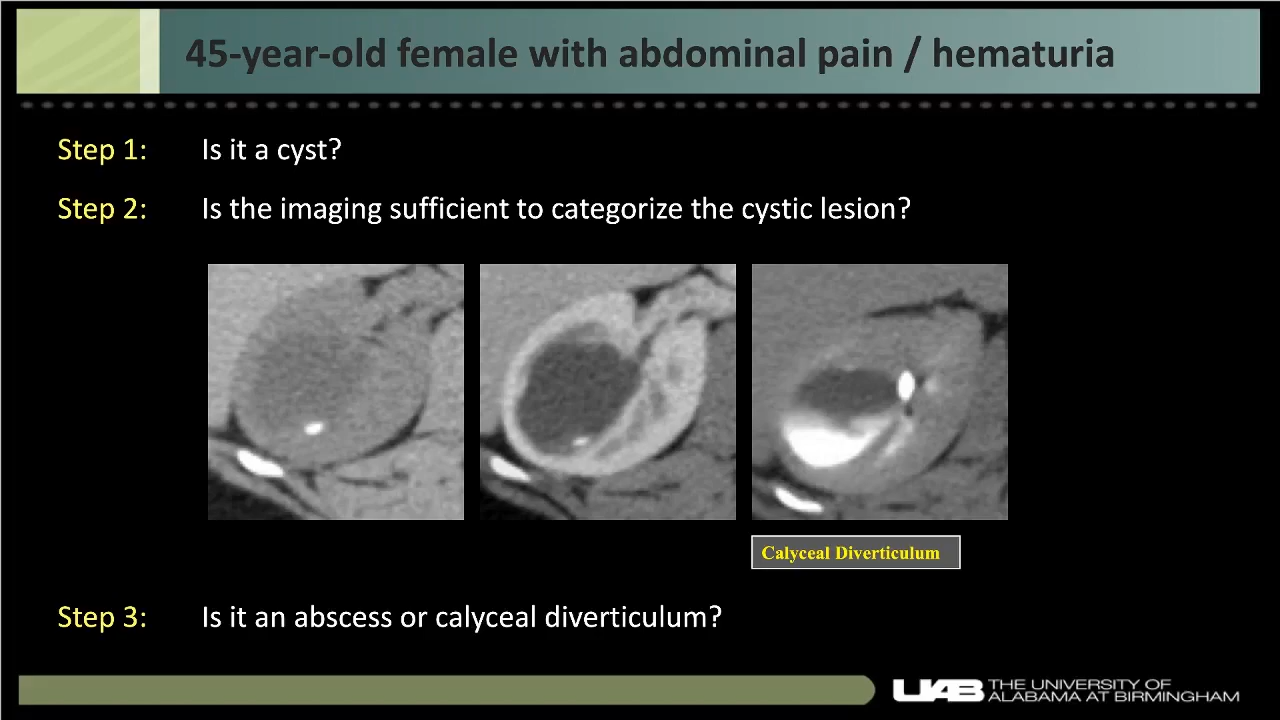 45-year-old female with abdominal pain / hematuria
Step 1: Is it a cyst?
Step 2: Is the imaging sufficient to categorize the cystic lesion?
Calyceal Diverticulum
Step 3: Is it an abscess or calyceal diverticulum?
UAB THE UNIVERSITY OF
ALABAMA AT BIRMINGHAM